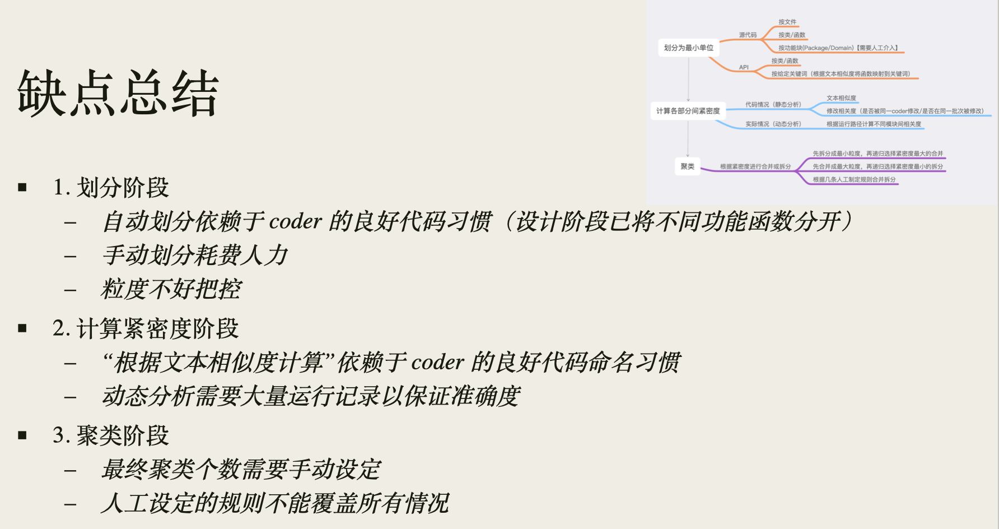 缺点总结
划分为最小单位
源代码
按文件
按类/函数
按功能块(Package/Domain)【需要人工介入】
API
按类/函数
按给定关键词（根据文本相似度将函数映射到关键词）
计算各部分间紧密度
代码情况（静态分析）
文本相似度
修改相关度（是否被同一coder修改/是否在同一批次被修改）
实际情况（动态分析）
根据运行路径计算不同模块间相关度
聚类
根据紧密度进行合并或拆分
先拆分成最小粒度，再递归选择紧密度最大的合并
先合并成最大粒度，再递归选择紧密度最小的拆分
根据几条人工制定规则合并拆分
■ 1. 划分阶段
– 自动划分依赖于 coder 的良好代码习惯（设计阶段已将不同功能函数分开）
– 手动划分耗费人力
– 粒度不好把控
■ 2. 计算紧密度阶段
– “根据文本相似度计算”依赖于 coder 的良好代码命名习惯
– 动态分析需要大量运行记录以保证准确度
■ 3. 聚类阶段
– 最终聚类个数需要手动设定
– 人工设定的规则不能覆盖所有情况